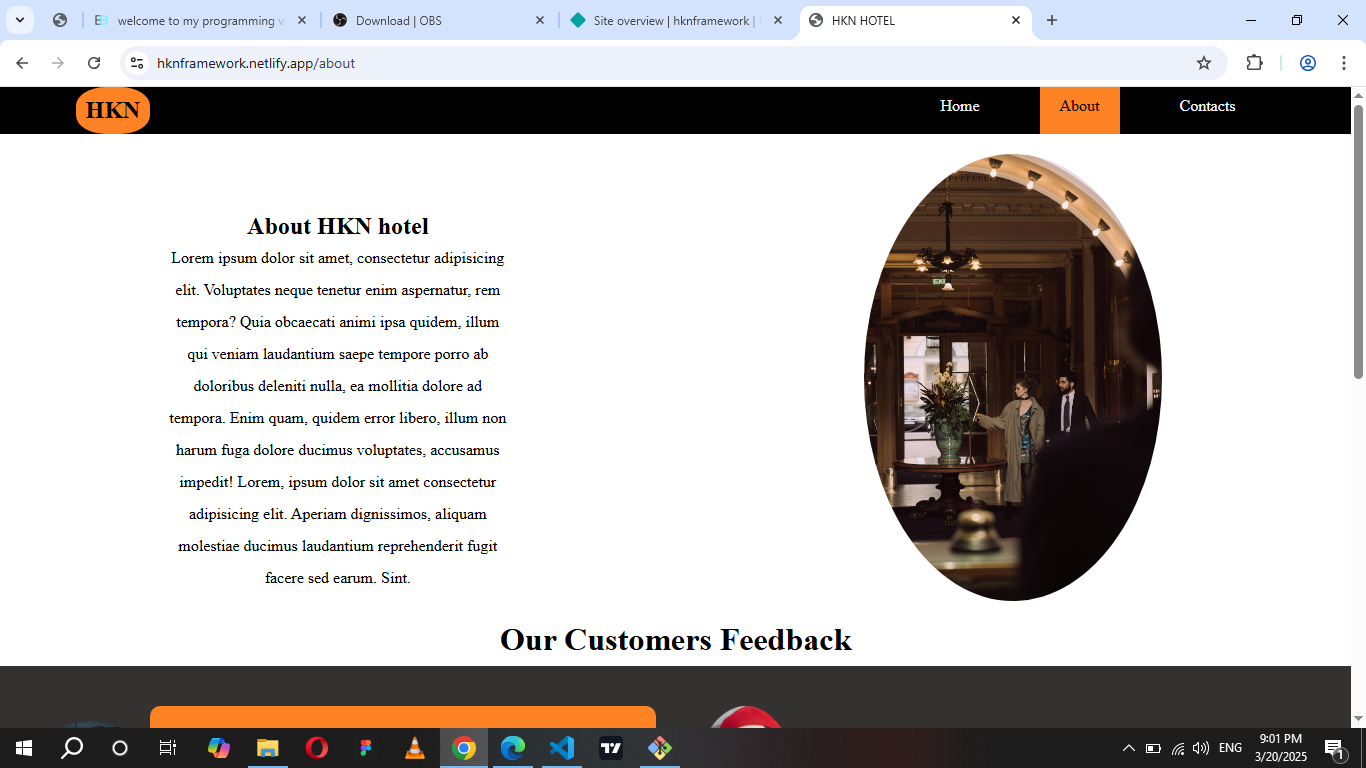 welcome to my programming w
Download | OBS
Site overview | hknframework |
HKN HOTEL
hknframework.netlify.app/about
HKN
Home
About
Contacts
About HKN hotel
Lorem ipsum dolor sit amet, consectetur adipisicing
elit. Voluptates neque tenetur enim aspernatur, rem
tempora? Quia obcaecati animi ipsa quidem, illum
qui veniam laudantium saepe tempore porro ab
doloribus deleniti nulla, ea mollitia dolore ad
tempora. Enim quam, quidem error libero, illum non
harum fuga dolore ducimus voluptates, accusamus
impedit! Lorem, ipsum dolor sit amet consectetur
adipisicing elit. Aperiam dignissimos, aliquam
molestiae ducimus laudantium reprehenderit fugit
facere sed earum. Sint.
Our Customers Feedback
ENG
9:01 PM
3/20/2025
1